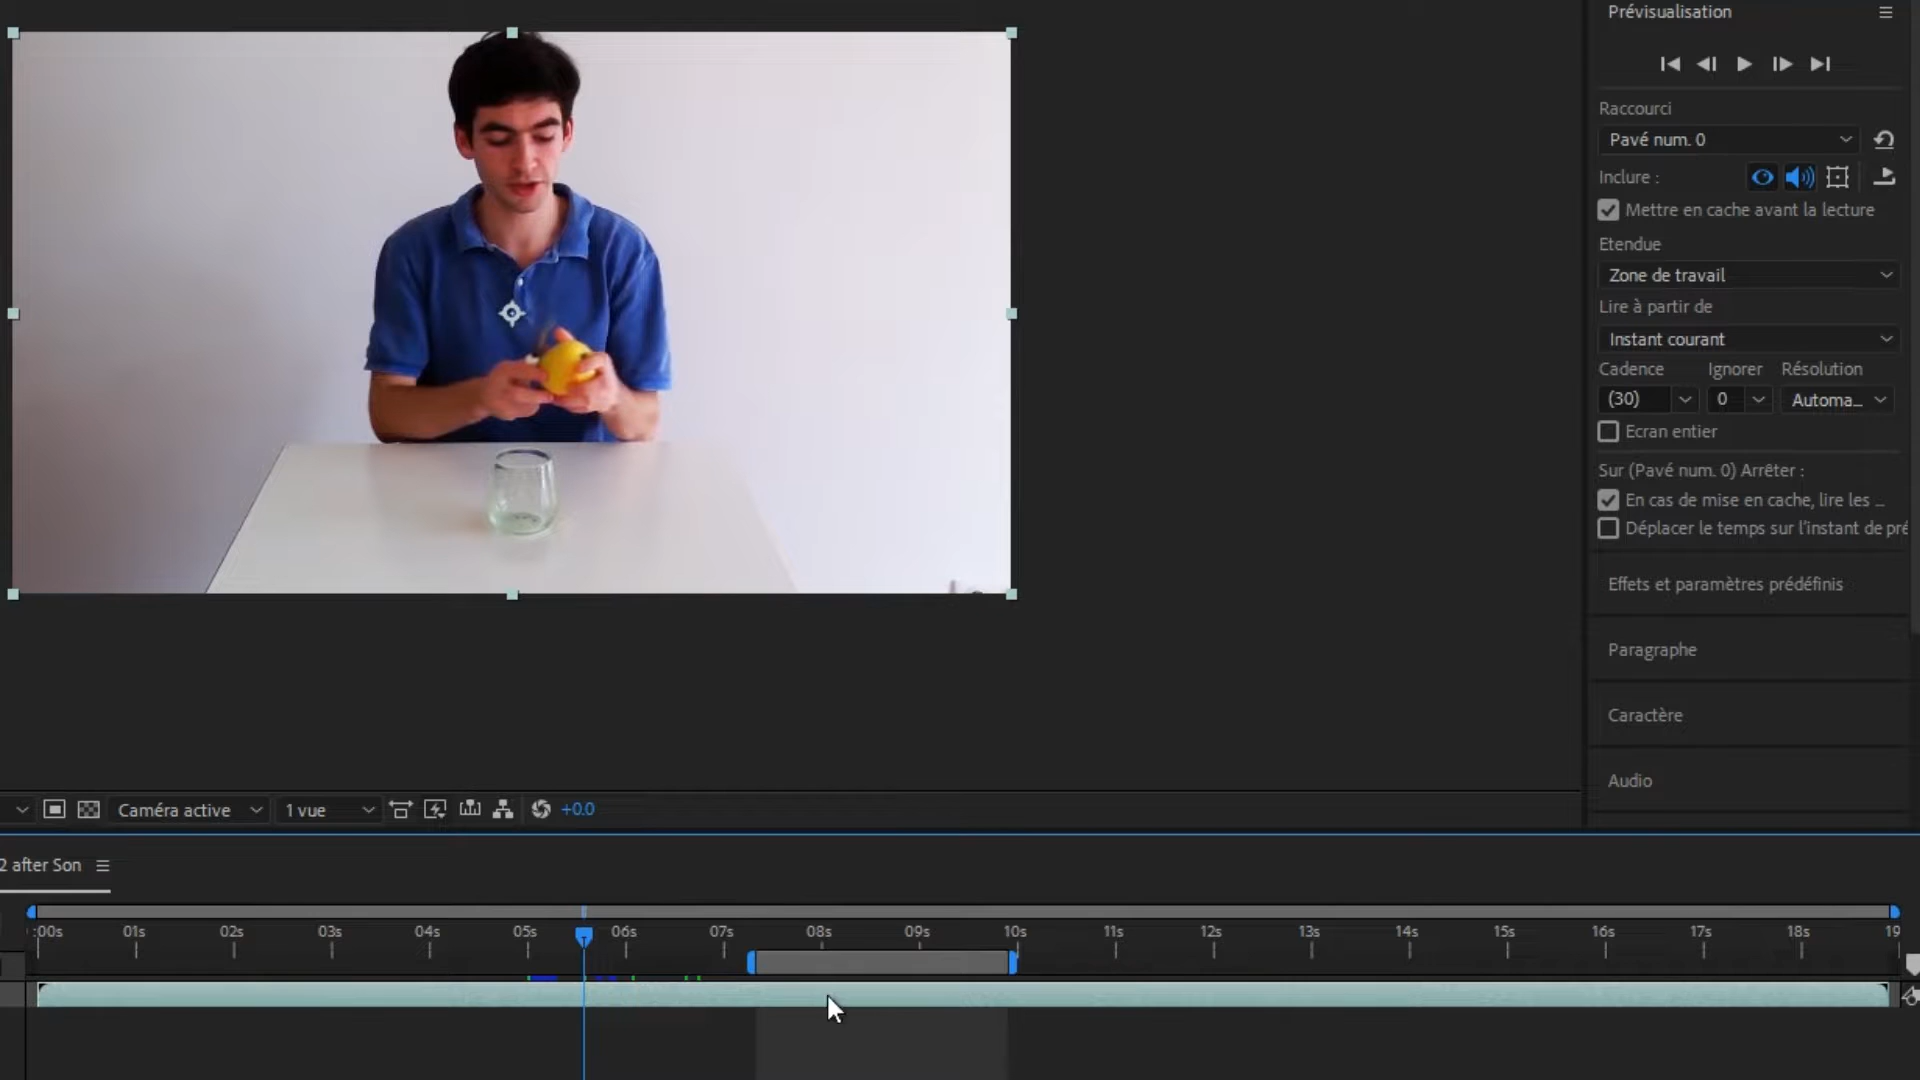 Prévisualisation
Raccourci
Pavé num. 0
Inclure :
Mettre en cache avant la lecture
Etendue
Zone de travail
Lire à partir de
Instant courant
Cadence Ignorer Résolution
(30) 0 Automa...
Ecran entier
Sur (Pavé num. 0) Arrêter :
En cas de mise en cache, lire les ...
Déplacer le temps sur l'instant de pré
Effets et paramètres prédéfinis
Paragraphe
Caractère
Audio
Caméra active 1 vue +0.0
2 after Son
:00s 01s 02s 03s 04s 05s 06s 07s 08s 09s 10s 11s 12s 13s 14s 15s 16s 17s 18s 19